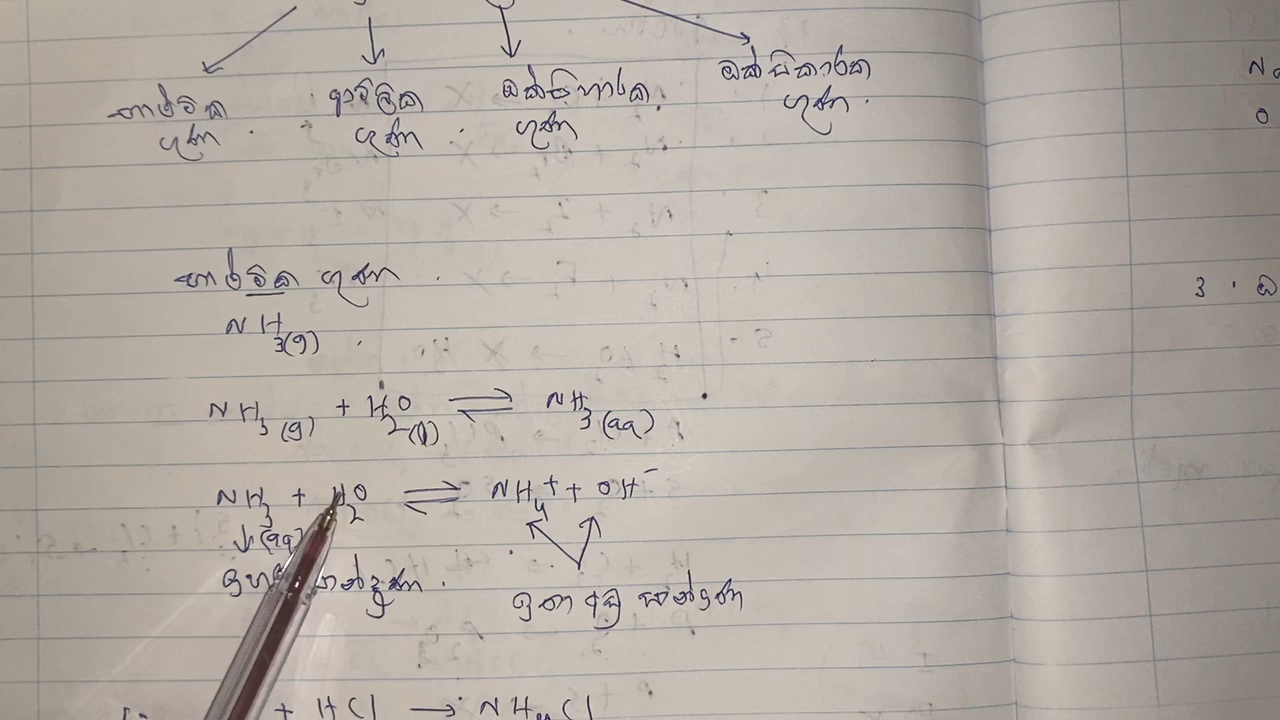 භාෂ්මික ආම්ලික ඔක්සිහාරක ඔක්සිකාරක
ගුණ . ගුණ . ගුණ ගුණ .
භාෂ්මික ගුණ .
NH3(g) .
NH3(g) + H2O(l) ⇌ NH3(aq)
NH3 + H2O ⇌ NH4+ + OH-
(aq)
ඉතා අඩු සාන්ද්‍රණ
+ HCl → NH4Cl
3 .